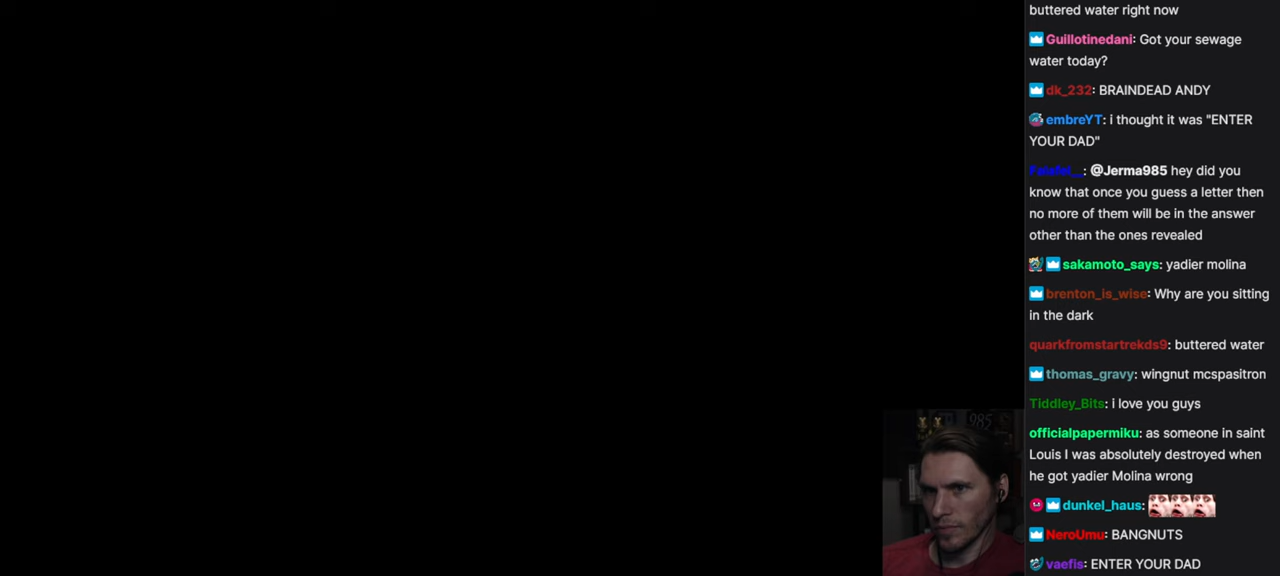 buttered water right now
Guillotinedani: Got your sewage
water today?
dk_232: BRAINDEAD ANDY
embreYT: i thought it was "ENTER
YOUR DAD"
: @Jerma985 hey did you
know that once you guess a letter then
no more of them will be in the answer
other than the ones revealed
sakamoto_says: yadier molina
brenton_is_wise: Why are you sitting
in the dark
quarkfromstartrekds9: buttered water
thomas_gravy: wingnut mcspasitron
Tiddley_Bits: i love you guys
officialpapermiku: as someone in saint
Louis I was absolutely destroyed when
he got yadier Molina wrong
dunkel_haus:
NeroUmu: BANGNUTS
vaefis: ENTER YOUR DAD
985